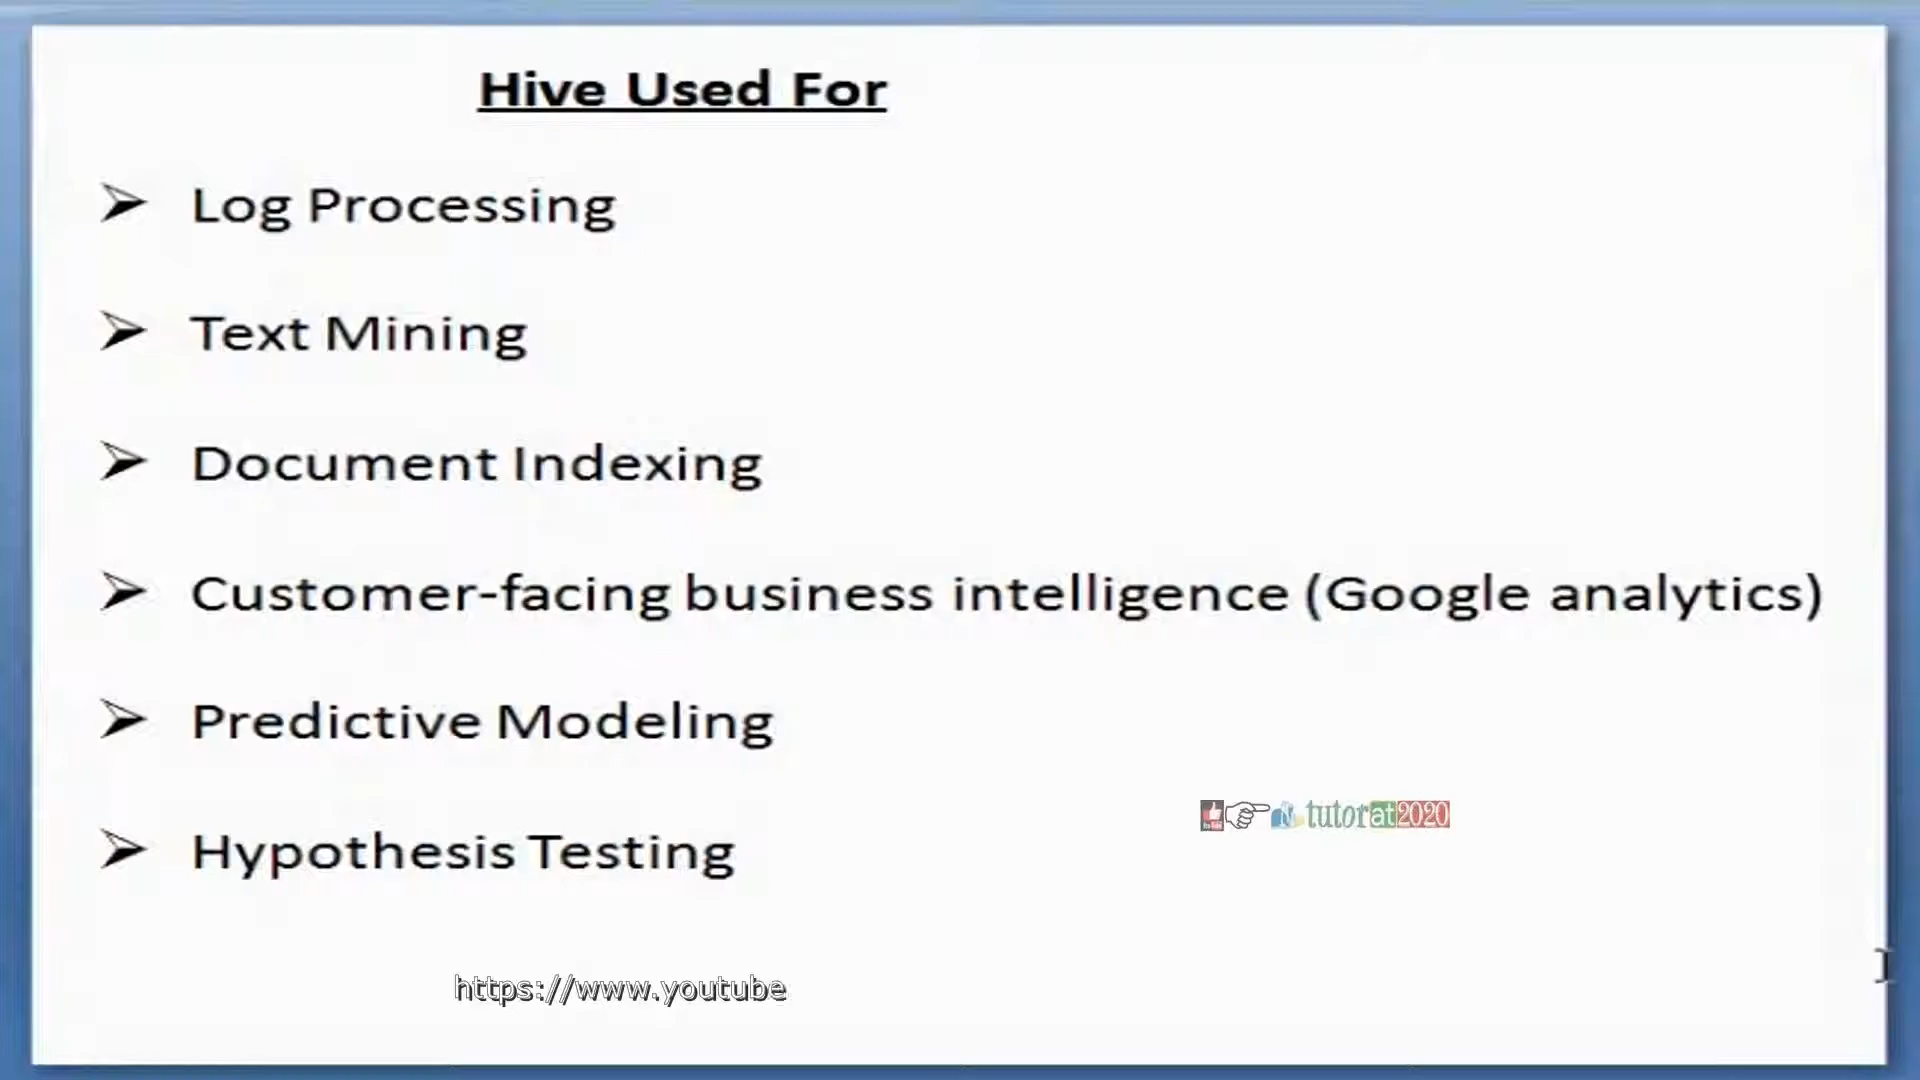 Hive Used For
Log Processing
Text Mining
Document Indexing
Customer-facing business intelligence (Google analytics)
Predictive Modeling
tutorat2020
Hypothesis Testing
https://www.youtube